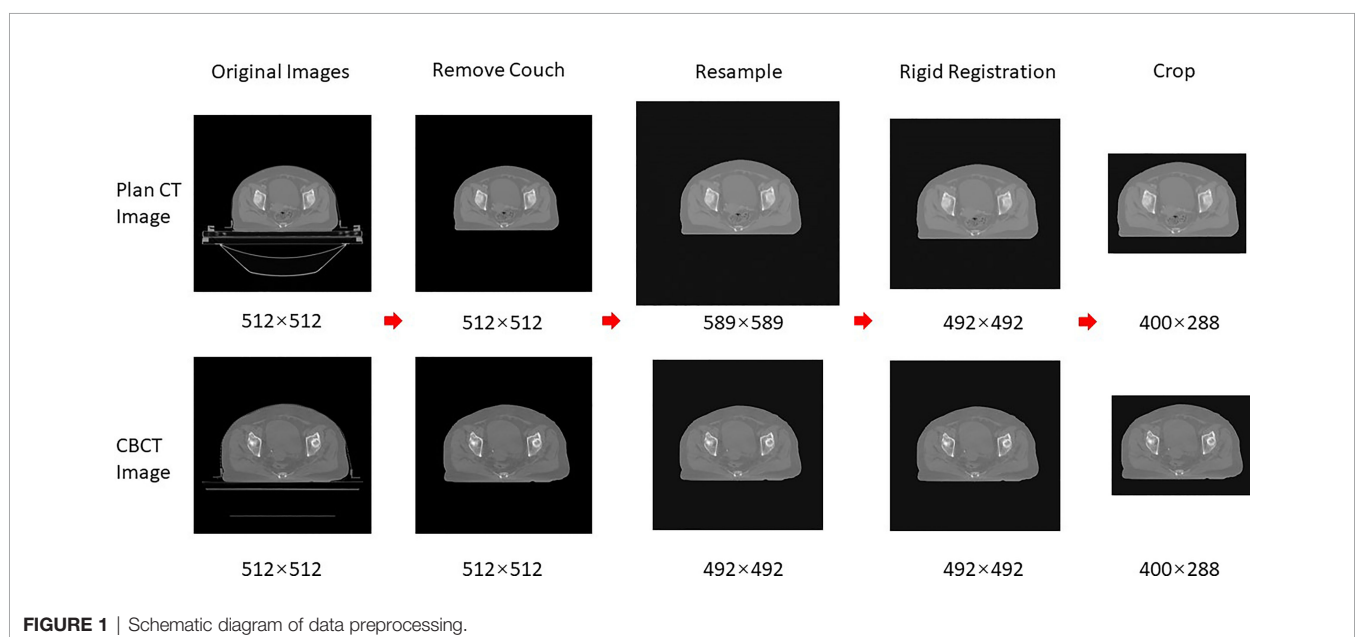 Original Images
Remove Couch
Resample
Rigid Registration
Crop
Plan CT
Image
512×512
512×512
589×589
492×492
400×288
CBCT
Image
512×512
512×512
492×492
492×492
400×288
FIGURE 1 | Schematic diagram of data preprocessing.